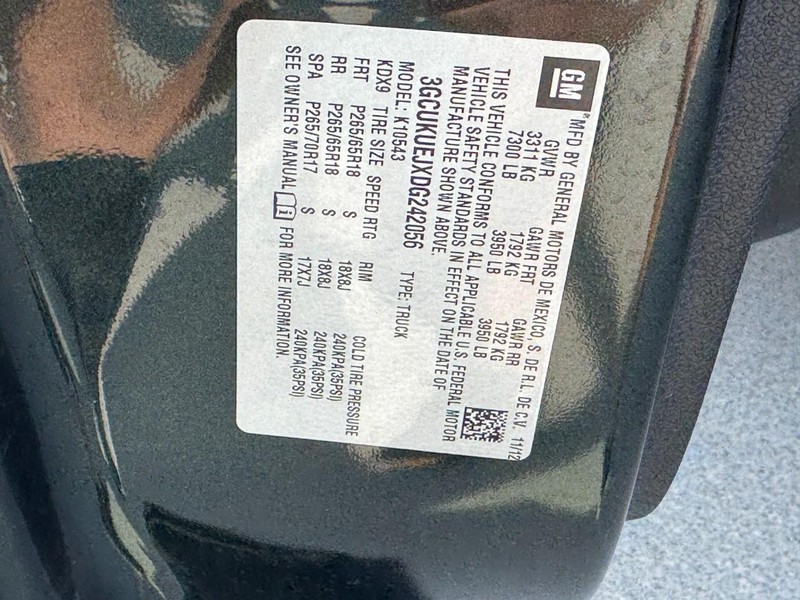 GM
®MFD BY GENERAL MOTORS DE MEXICO, S. DE R.L. DE C.V. 11/12
GVWR GAWR FRT GAWR RR
3311 KG 1792 KG 1792 KG
7300 LB 3950 LB 3950 LB
THIS VEHICLE CONFORMS TO ALL APPLICABLE U.S. FEDERAL MOTOR
VEHICLE SAFETY STANDARDS IN EFFECT ON THE DATE OF
MANUFACTURE SHOWN ABOVE.
3GCUKUEJXDG242056 TYPE: TRUCK
MODEL: K10543
KDX9 TIRE SIZE SPEED RTG RIM COLD TIRE PRESSURE
FRT P265/65R18 S 18X8J 240KPA(35PSI)
RR P265/65R18 S 18X8J 240KPA(35PSI)
SPA P265/70R17 S 17X7J 240KPA(35PSI)
SEE OWNER'S MANUAL FOR MORE INFORMATION.